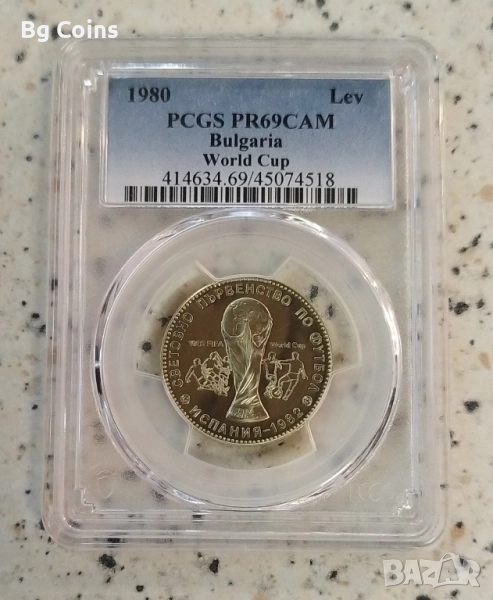 Bg Coins
1980 Lev
PCGS PR69CAM
Bulgaria
World Cup
414634.69/45074518
СВЕТОВНО ПЪРВЕНСТВО ПО ФУТБОЛ
1982 FIFA World Cup
ИСПАНИЯ-1982
BAZAR